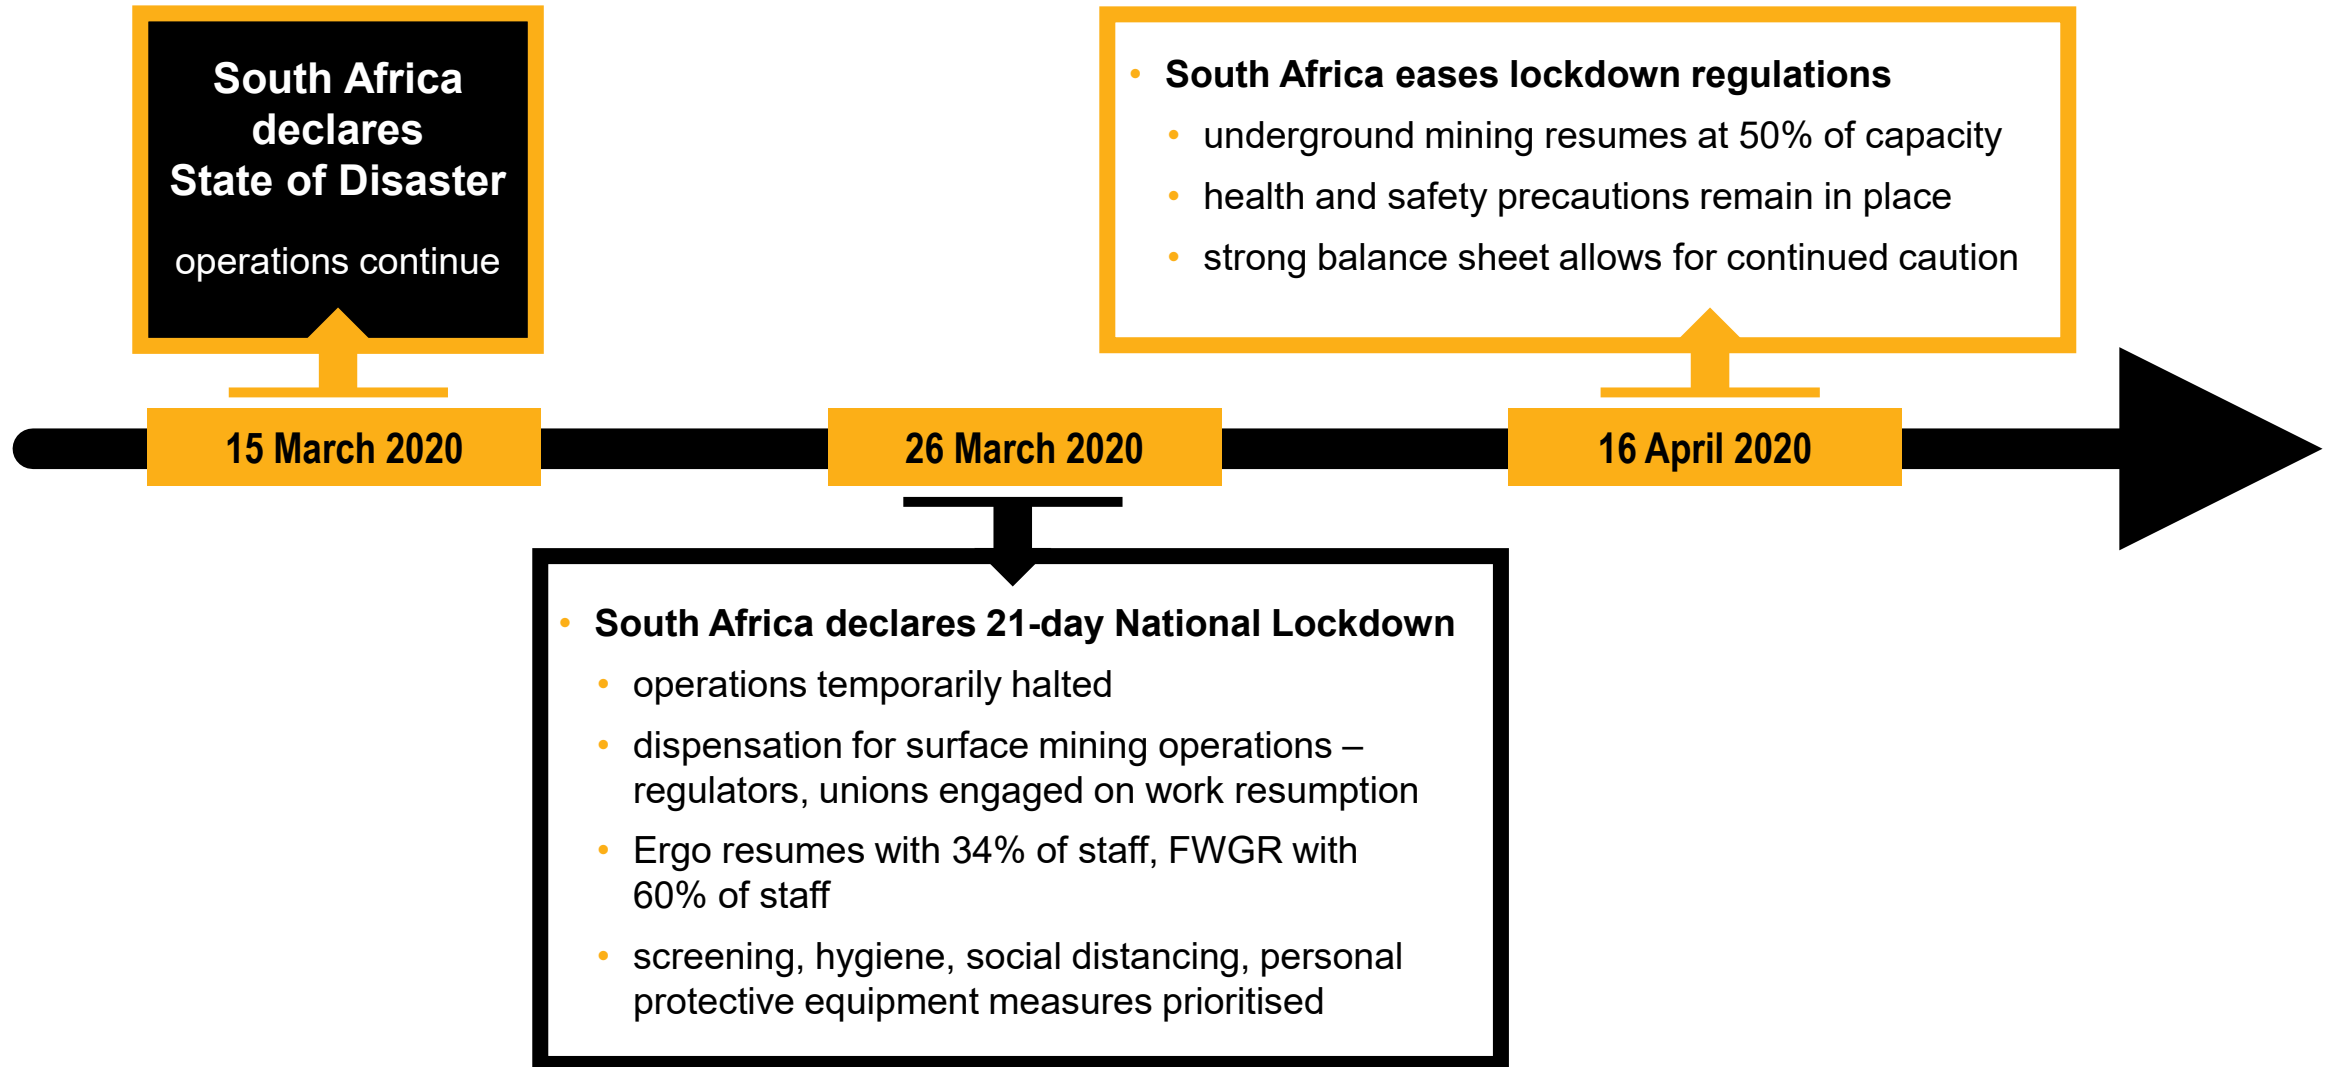 South Africa
declares
State of Disaster
operations continue
15 March 2020
26 March 2020
• South Africa declares 21-day National Lockdown
• operations temporarily halted
• dispensation for surface mining operations –
regulators, unions engaged on work resumption
• Ergo resumes with 34% of staff, FWGR with
60% of staff
• screening, hygiene, social distancing, personal
protective equipment measures prioritised
16 April 2020
• South Africa eases lockdown regulations
• underground mining resumes at 50% of capacity
• health and safety precautions remain in place
• strong balance sheet allows for continued caution